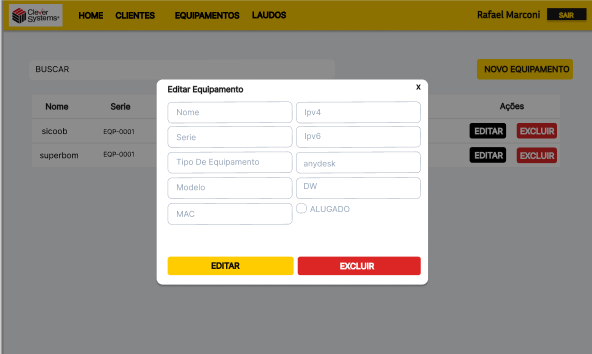 Clever Systems HOME CLIENTES EQUIPAMENTOS LAUDOS Rafael Marconi SAIR
BUSCAR NOVO EQUIPAMENTO
Editar Equipamento X
Nome Serie Ações
Nome Ipv4
sicoob EQP-0001 EDITAR EXCLUIR
Serie Ipv6
superbom EQP-0001 EDITAR EXCLUIR
Tipo De Equipamento anydesk
Modelo DW
MAC ALUGADO
EDITAR EXCLUIR